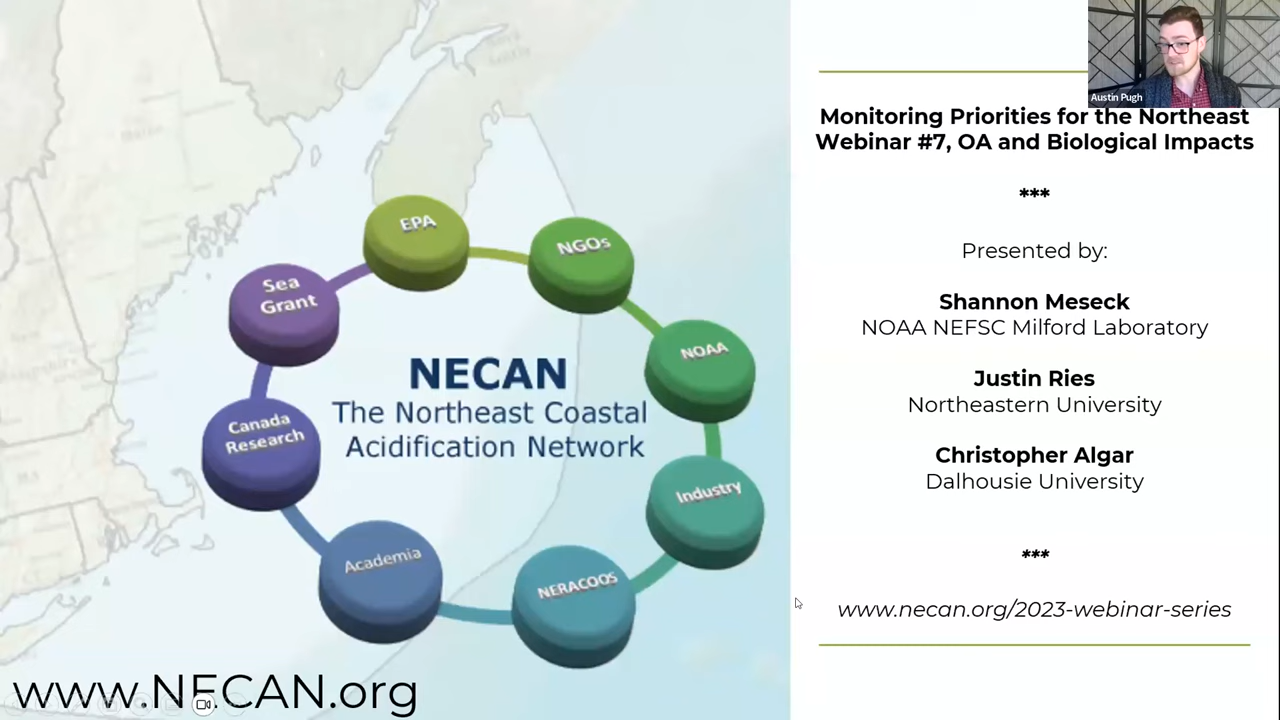 Austin Pugh
Monitoring Priorities for the Northeast
Webinar #7, OA and Biological Impacts
***
Presented by:
Shannon Meseck
NOAA NEFSC Milford Laboratory
Justin Ries
Northeastern University
Christopher Algar
Dalhousie University
***
www.necan.org/2023-webinar-series
EPA
NGOs
NOAA
Industry
NERACOOS
Academia
Canada
Research
Sea
Grant
NECAN
The Northeast Coastal
Acidification Network
www.NECAN.org